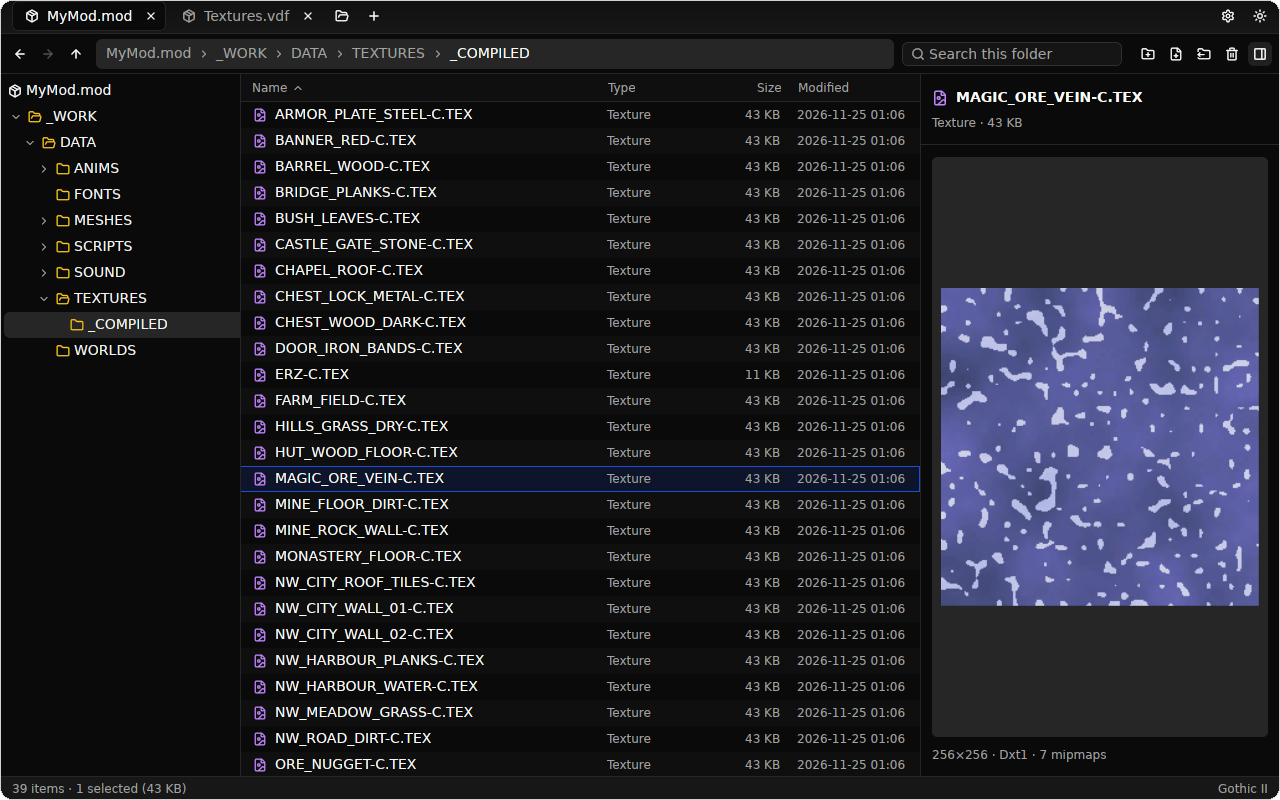 MyMod.mod Textures.vdf
MyMod.mod _WORK DATA TEXTURES _COMPILED Search this folder
MyMod.mod
_WORK
DATA
ANIMS
FONTS
MESHES
SCRIPTS
SOUND
TEXTURES
_COMPILED
WORLDS
Name Type Size Modified
ARMOR_PLATE_STEEL-C.TEX Texture 43 KB 2026-11-25 01:06
BANNER_RED-C.TEX Texture 43 KB 2026-11-25 01:06
BARREL_WOOD-C.TEX Texture 43 KB 2026-11-25 01:06
BRIDGE_PLANKS-C.TEX Texture 43 KB 2026-11-25 01:06
BUSH_LEAVES-C.TEX Texture 43 KB 2026-11-25 01:06
CASTLE_GATE_STONE-C.TEX Texture 43 KB 2026-11-25 01:06
CHAPEL_ROOF-C.TEX Texture 43 KB 2026-11-25 01:06
CHEST_LOCK_METAL-C.TEX Texture 43 KB 2026-11-25 01:06
CHEST_WOOD_DARK-C.TEX Texture 43 KB 2026-11-25 01:06
DOOR_IRON_BANDS-C.TEX Texture 43 KB 2026-11-25 01:06
ERZ-C.TEX Texture 11 KB 2026-11-25 01:06
FARM_FIELD-C.TEX Texture 43 KB 2026-11-25 01:06
HILLS_GRASS_DRY-C.TEX Texture 43 KB 2026-11-25 01:06
HUT_WOOD_FLOOR-C.TEX Texture 43 KB 2026-11-25 01:06
MAGIC_ORE_VEIN-C.TEX Texture 43 KB 2026-11-25 01:06
MINE_FLOOR_DIRT-C.TEX Texture 43 KB 2026-11-25 01:06
MINE_ROCK_WALL-C.TEX Texture 43 KB 2026-11-25 01:06
MONASTERY_FLOOR-C.TEX Texture 43 KB 2026-11-25 01:06
NW_CITY_ROOF_TILES-C.TEX Texture 43 KB 2026-11-25 01:06
NW_CITY_WALL_01-C.TEX Texture 43 KB 2026-11-25 01:06
NW_CITY_WALL_02-C.TEX Texture 43 KB 2026-11-25 01:06
NW_HARBOUR_PLANKS-C.TEX Texture 43 KB 2026-11-25 01:06
NW_HARBOUR_WATER-C.TEX Texture 43 KB 2026-11-25 01:06
NW_MEADOW_GRASS-C.TEX Texture 43 KB 2026-11-25 01:06
NW_ROAD_DIRT-C.TEX Texture 43 KB 2026-11-25 01:06
ORE_NUGGET-C.TEX Texture 43 KB 2026-11-25 01:06
MAGIC_ORE_VEIN-C.TEX
Texture · 43 KB
256×256 · Dxt1 · 7 mipmaps
39 items · 1 selected (43 KB) Gothic II